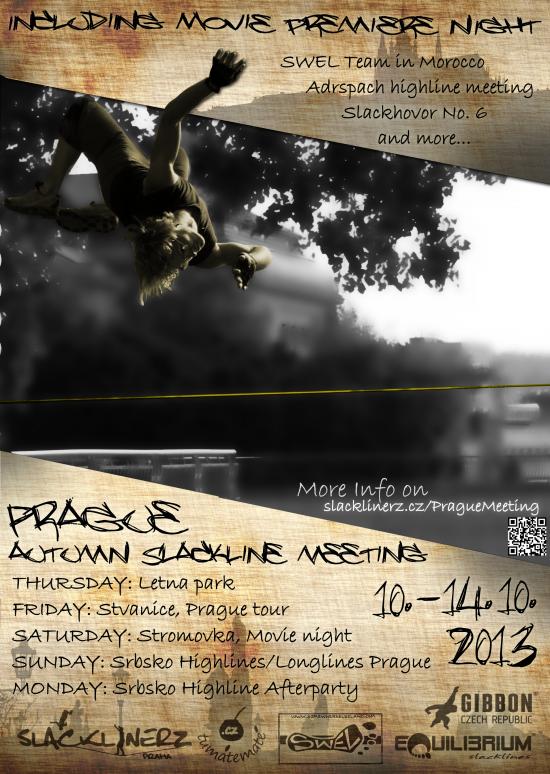 INCLUDING MOVIE PREMIERE NIGHT
SWEL Team in Morocco
Adrspach highline meeting
Slackhovor No. 6
and more...
More Info on
slacklinerz.cz/PragueMeeting
PRAGUE
AUTUMN SLACKLINE MEETING
THURSDAY: Letna park
FRIDAY: Stvanice, Prague tour
SATURDAY: Stromovka, Movie night
SUNDAY: Srbsko Highlines/Longlines Prague
MONDAY: Srbsko Highline Afterparty
10.-14.10.
2013
GIBBON
CZECH REPUBLIC
SLACKLINERZ
PRAHA
CZ
tumatemate
SWEL
EQUILIBRIUM
slacklines